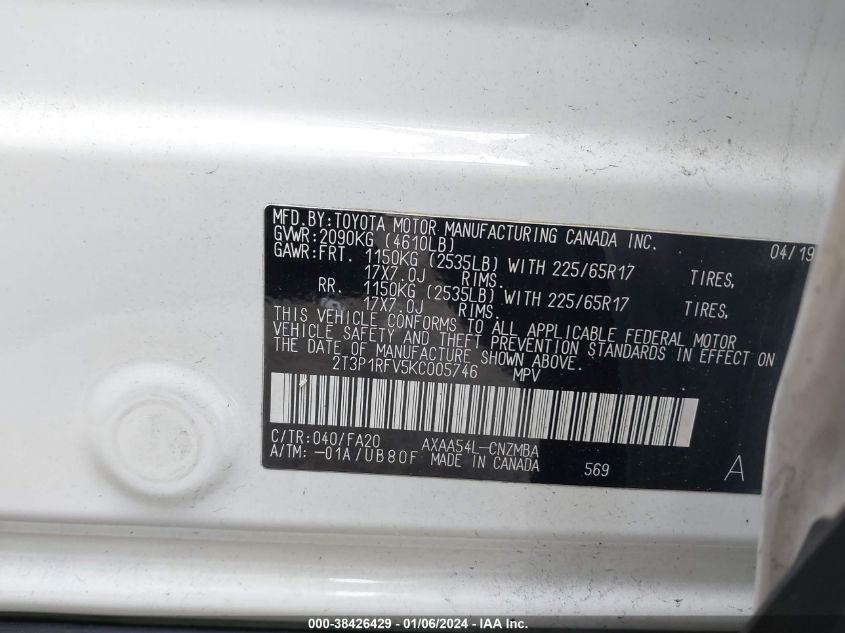 MFD.BY:TOYOTA MOTOR MANUFACTURING CANADA INC.
GVWR:2090KG (4610LB) 04/19
GAWR:FRT. 1150KG (2535LB) WITH 225/65R17 TIRES,
17X7.0J RIMS.
RR. 1150KG (2535LB) WITH 225/65R17 TIRES,
17X7.0J RIMS.
THIS VEHICLE CONFORMS TO ALL APPLICABLE FEDERAL MOTOR
VEHICLE SAFETY AND THEFT PREVENTION STANDARDS IN EFFECT ON
THE DATE OF MANUFACTURE SHOWN ABOVE.
2T3P1RFV5KC005746 MPV
C/TR:040/FA20 AXAA54L-CNZMBA
A/TM:-01A/UB80F MADE IN CANADA 569 A
000-38426429 - 01/06/2024 - IAA Inc.